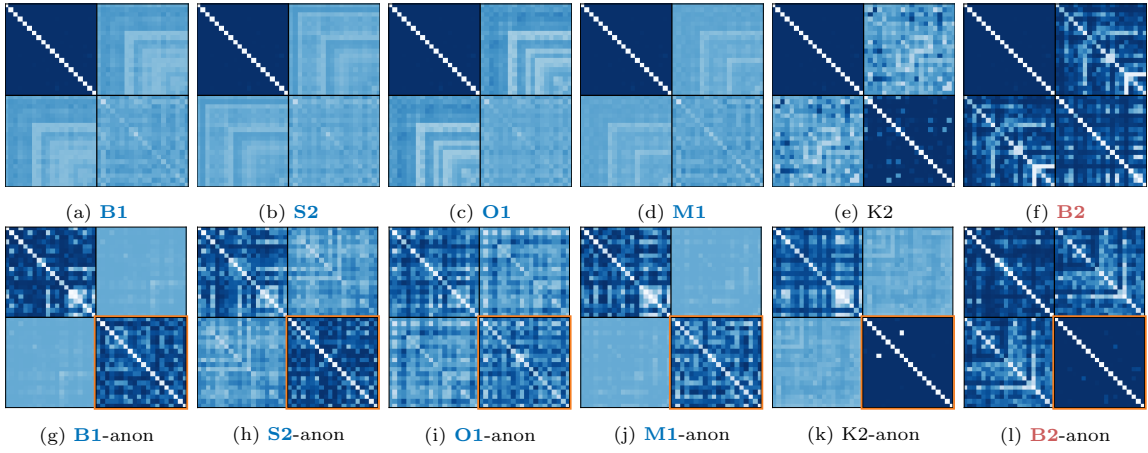 (a) B1 (b) S2 (c) O1 (d) M1 (e) K2 (f) B2
(g) B1-anon (h) S2-anon (i) O1-anon (j) M1-anon (k) K2-anon (l) B2-anon